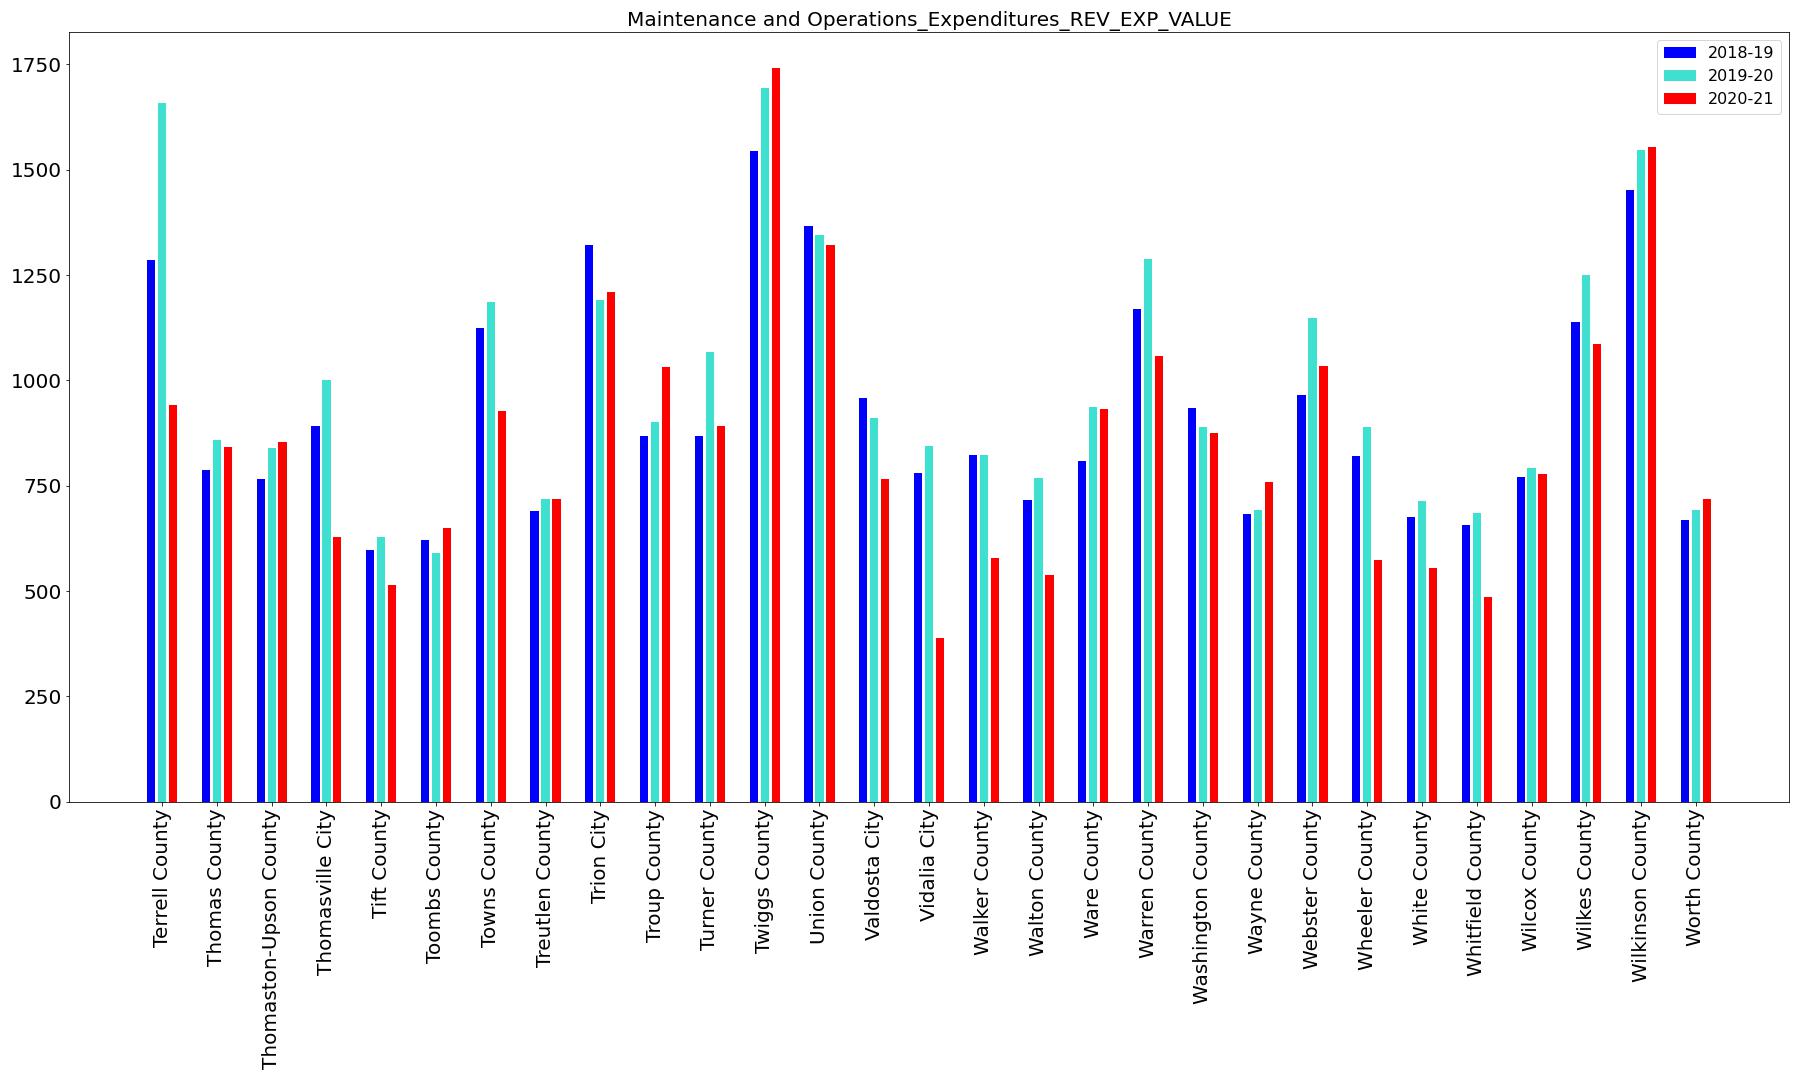 Maintenance and Operations_Expenditures_REV_EXP_VALUE
2018-19
2019-20
2020-21
1750
1500
1250
1000
750
500
250
0
Terrell County
Thomas County
Thomaston-Upson County
Thomasville City
Tift County
Toombs County
Towns County
Treutlen County
Trion City
Troup County
Turner County
Twiggs County
Union County
Valdosta City
Vidalia City
Walker County
Walton County
Ware County
Warren County
Washington County
Wayne County
Webster County
Wheeler County
White County
Whitfield County
Wilcox County
Wilkes County
Wilkinson County
Worth County